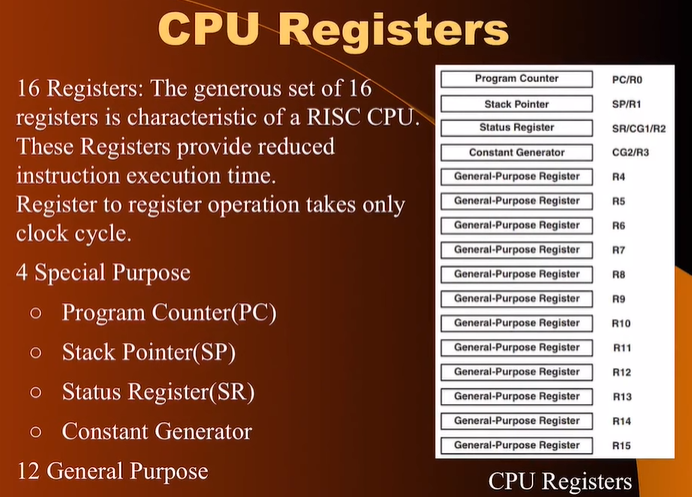 CPU Registers
16 Registers: The generous set of 16
registers is characteristic of a RISC CPU.
These Registers provide reduced
instruction execution time.
Register to register operation takes only
clock cycle.
4 Special Purpose
○ Program Counter(PC)
○ Stack Pointer(SP)
○ Status Register(SR)
○ Constant Generator
12 General Purpose
Program Counter PC/R0
Stack Pointer SP/R1
Status Register SR/CG1/R2
Constant Generator CG2/R3
General-Purpose Register R4
General-Purpose Register R5
General-Purpose Register R6
General-Purpose Register R7
General-Purpose Register R8
General-Purpose Register R9
General-Purpose Register R10
General-Purpose Register R11
General-Purpose Register R12
General-Purpose Register R13
General-Purpose Register R14
General-Purpose Register R15
CPU Registers